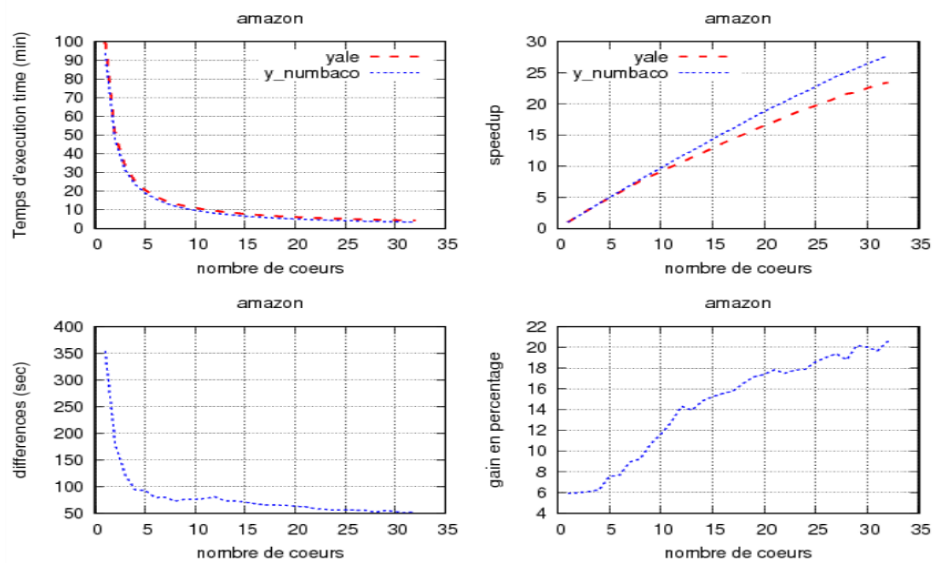 amazon
Temps d'execution time (min)
100
90
80
70
60
50
40
30
20
10
0
yale
y_numbaco
0 5 10 15 20 25 30 35
nombre de coeurs
amazon
speedup
30
25
20
15
10
5
0
yale
y_numbaco
0 5 10 15 20 25 30 35
nombre de coeurs
amazon
differences (sec)
400
350
300
250
200
150
100
50
0 5 10 15 20 25 30 35
nombre de coeurs
amazon
gain en percentage
22
20
18
16
14
12
10
8
6
4
0 5 10 15 20 25 30 35
nombre de coeurs